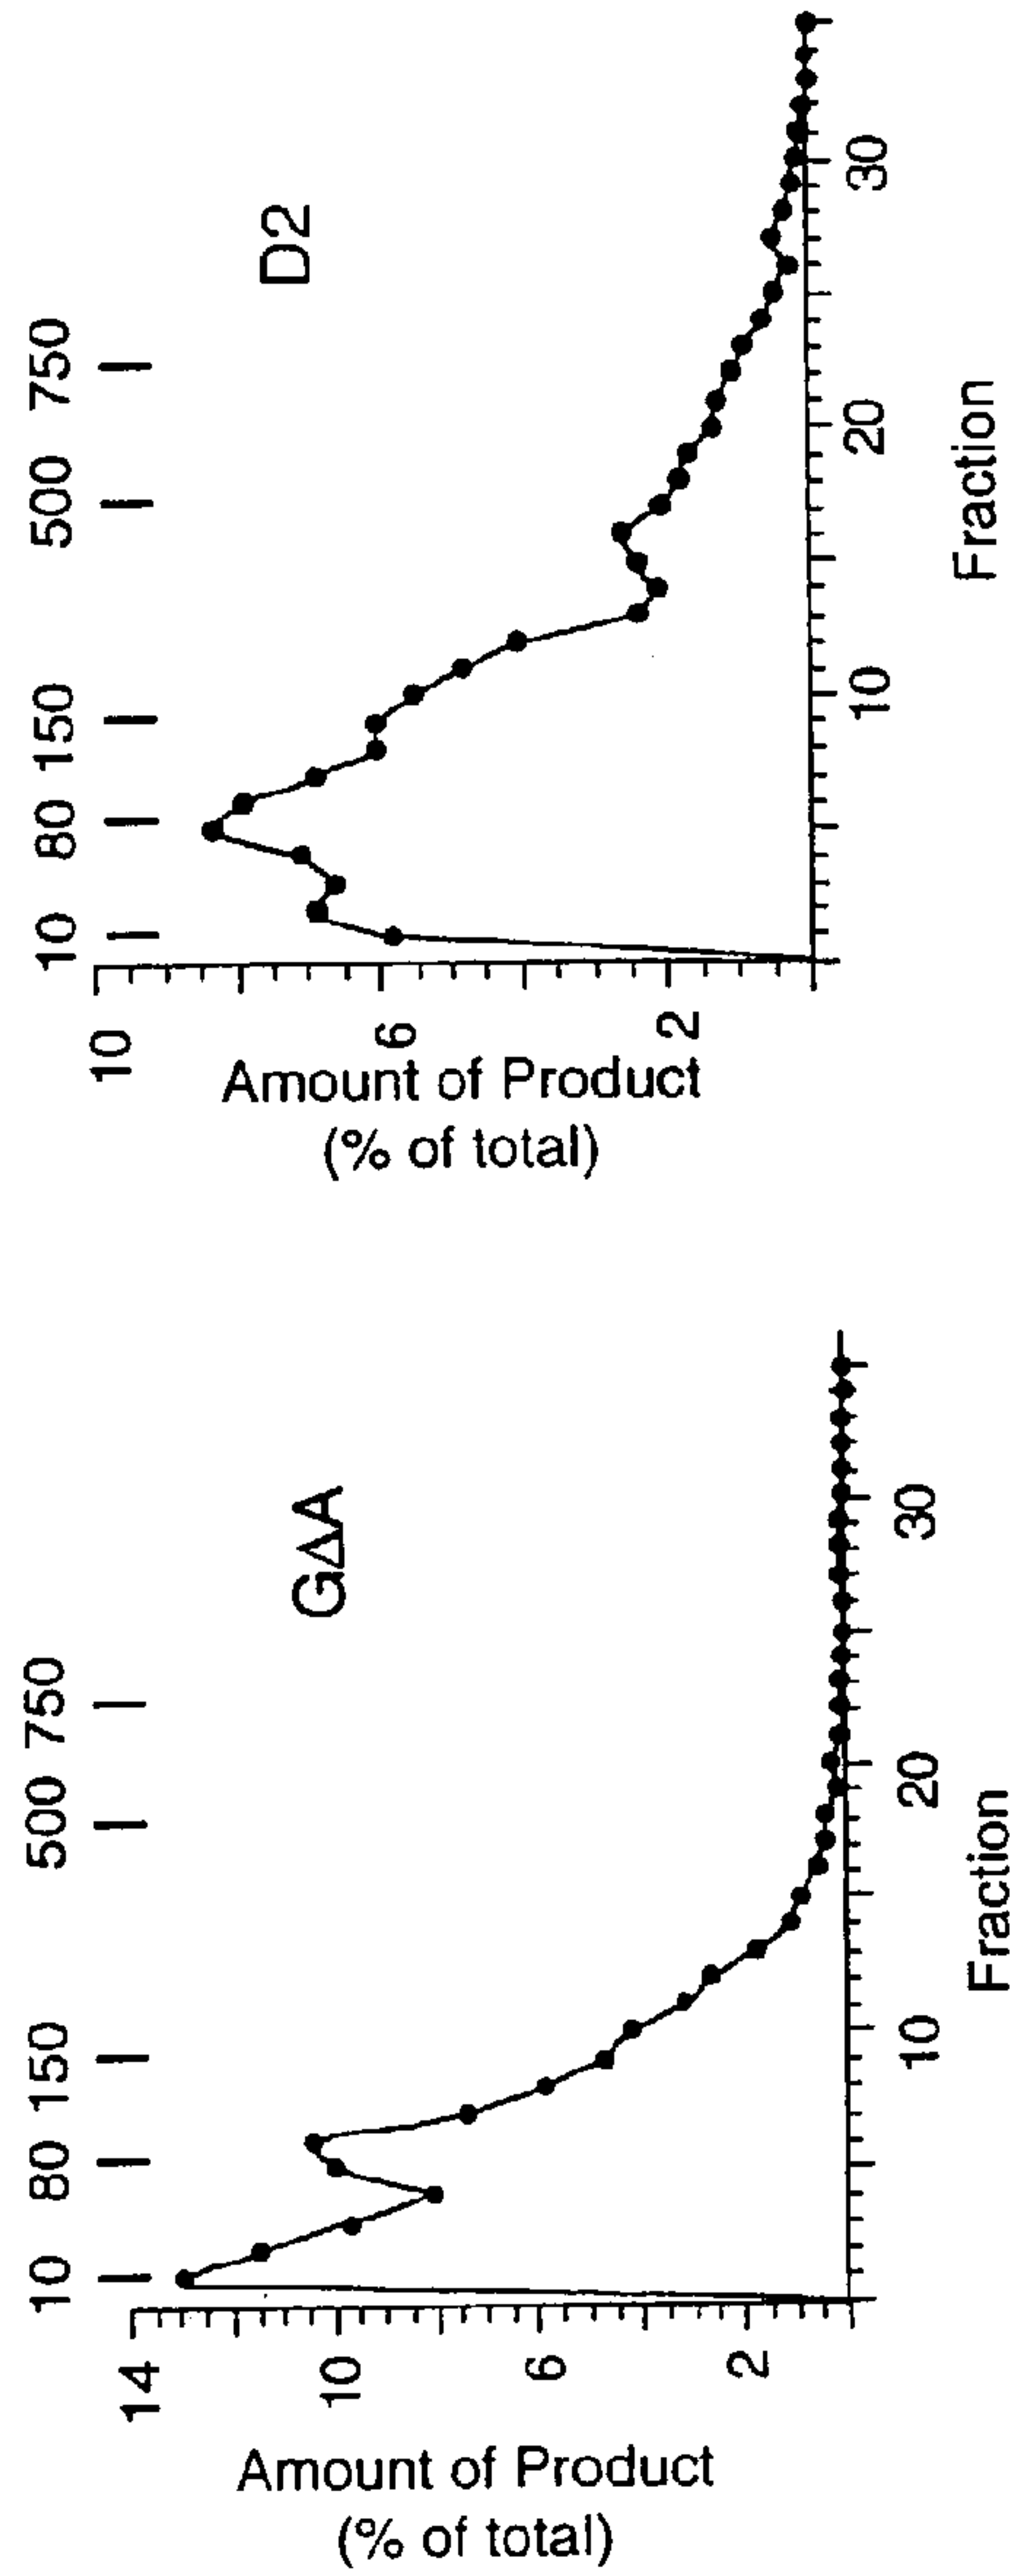 10 80 150 500 750
GΔA
14
10
6
2
Amount of Product
(% of total)
10 20 30
Fraction
10 80 150 500 750
D2
10
6
2
Amount of Product
(% of total)
10 20 30
Fraction